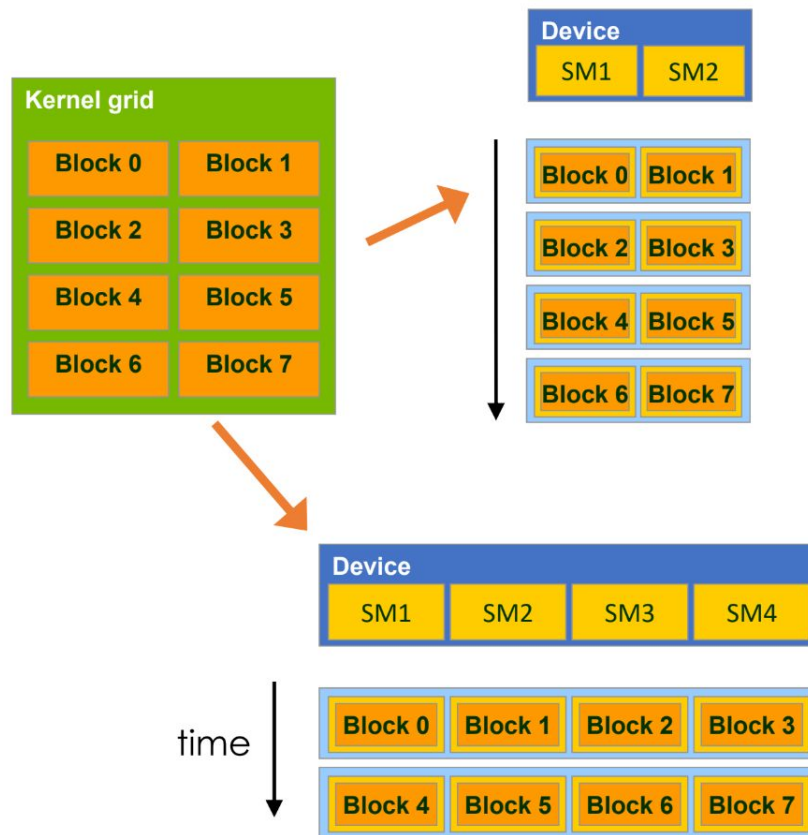 Kernel grid
Block 0 Block 1
Block 2 Block 3
Block 4 Block 5
Block 6 Block 7
Device
SM1 SM2
Block 0 Block 1
Block 2 Block 3
Block 4 Block 5
Block 6 Block 7
Device
SM1 SM2 SM3 SM4
time
Block 0 Block 1 Block 2 Block 3
Block 4 Block 5 Block 6 Block 7